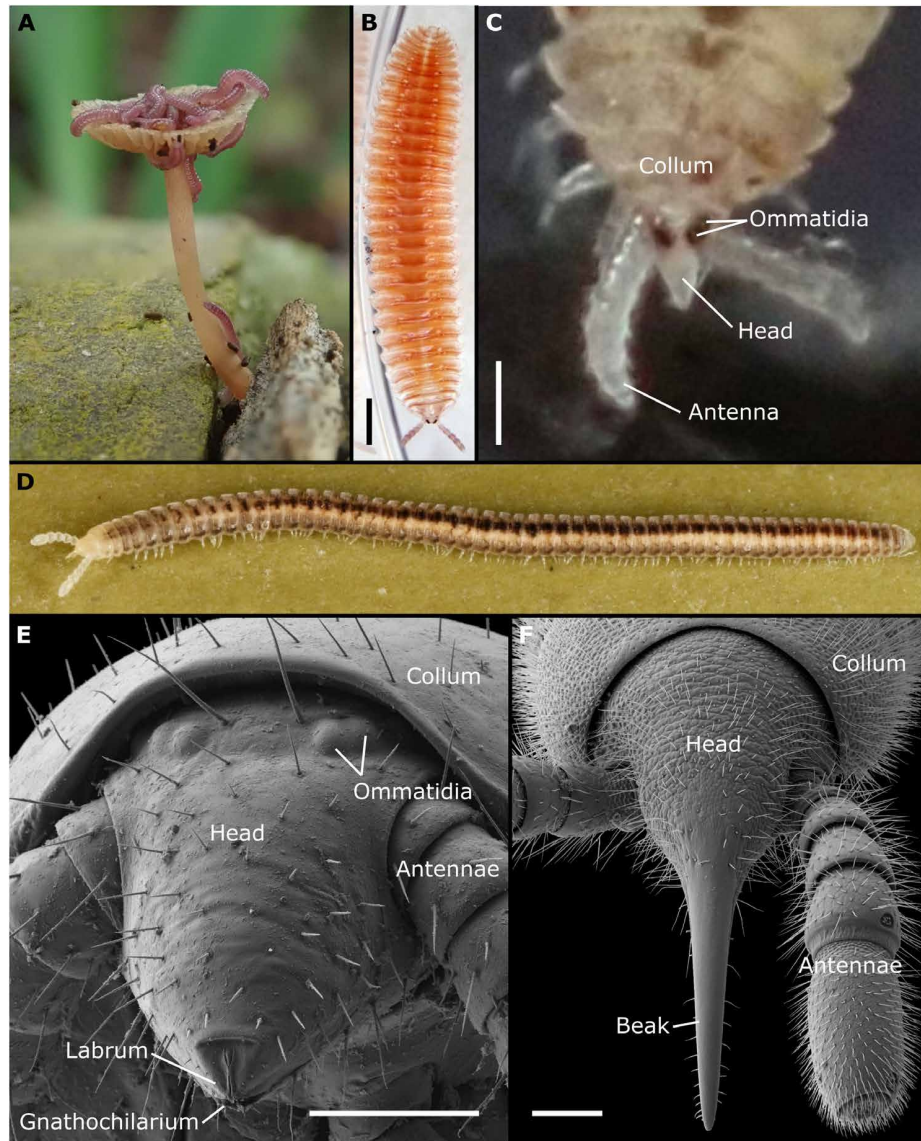 A
B
C
Collum
Ommatidia
Head
Antenna
D
E
Collum
Ommatidia
Head
Antennae
Labrum
Gnathochilarium
F
Collum
Head
Antennae
Beak